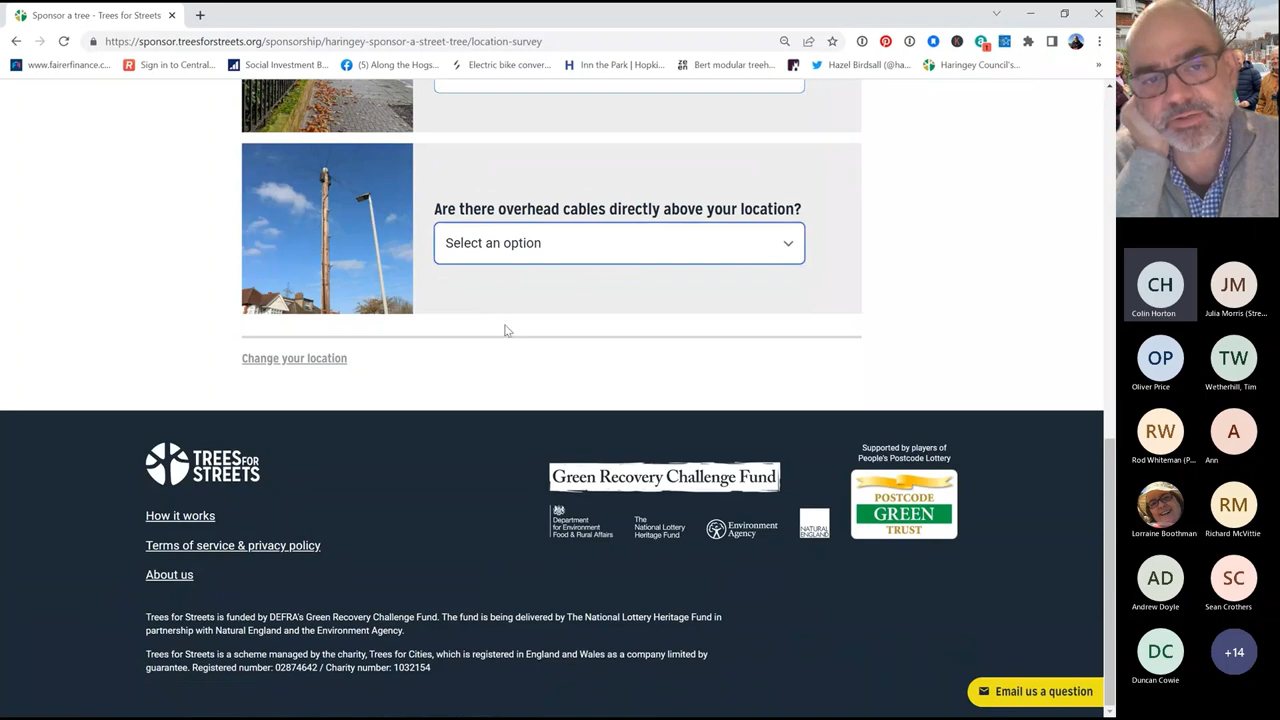 Sponsor a tree - Trees for Streets
https://sponsor.treesforstreets.org/sponsorship/haringey-sponsor-a-street-tree/location-survey
www.fairerfinance.c...
Sign in to Central...
Social Investment B...
(5) Along the Hogs...
Electric bike conver...
Inn the Park | Hopki...
Bert modular treeh...
Hazel Birdsall (@ha...
Haringey Council's...
»
Are there overhead cables directly above your location?
Select an option
Change your location
TREES FOR
STREETS
How it works
Terms of service & privacy policy
About us
Green Recovery Challenge Fund
Department
for Environment
Food & Rural Affairs
The
National Lottery
Heritage Fund
Environment
Agency
NATURAL
ENGLAND
Supported by players of
People's Postcode Lottery
POSTCODE
GREEN
TRUST
Trees for Streets is funded by DEFRA's Green Recovery Challenge Fund. The fund is being delivered by The National Lottery Heritage Fund in
partnership with Natural England and the Environment Agency.
Trees for Streets is a scheme managed by the charity, Trees for Cities, which is registered in England and Wales as a company limited by
guarantee. Registered number: 02874642 / Charity number: 1032154
Email us a question
CH
Colin Horton
JM
Julia Morris (Stre...
OP
Oliver Price
TW
Wetherhill, Tim
RW
Rod Whiteman (P...
A
Ann
Lorraine Boothman
RM
Richard McVittie
AD
Andrew Doyle
SC
Sean Crothers
DC
Duncan Cowie
+14